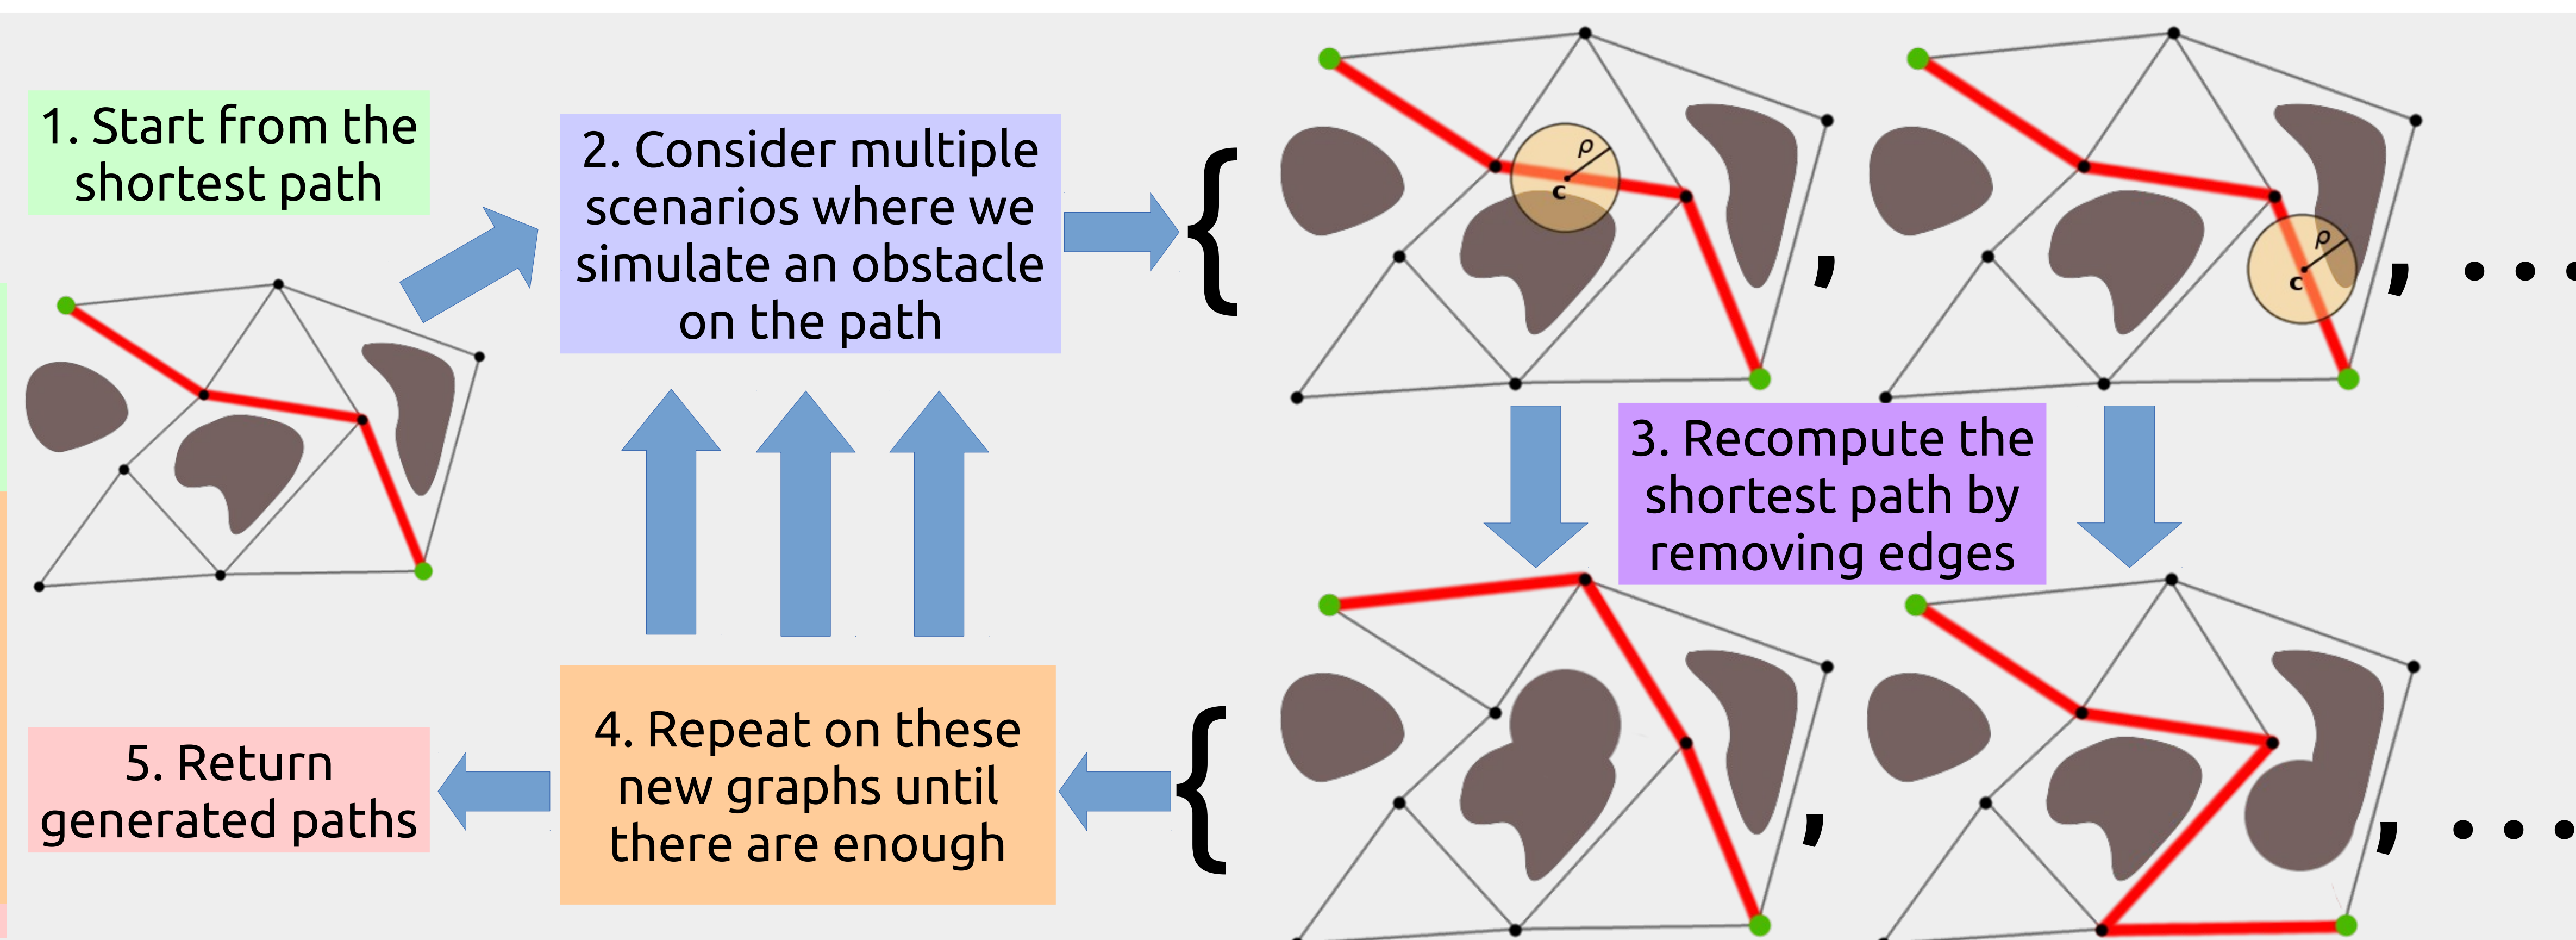 1. Start from the
shortest path
2. Consider multiple
scenarios where we
simulate an obstacle
on the path
{
ρ
c
,
ρ
c
, ...
3. Recompute the
shortest path by
removing edges
4. Repeat on these
new graphs until
there are enough
{
,
, ...
5. Return
generated paths